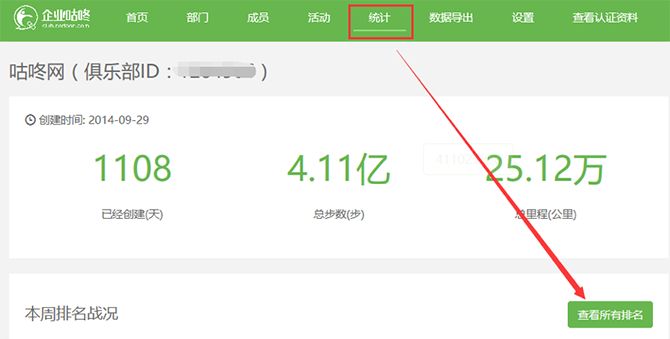 企业咕咚
club.codoon.com
首页 部门 成员 活动 统计 数据导出 设置 查看认证资料
咕咚网（俱乐部ID：
创建时间: 2014-09-29
1108 4.11亿 25.12万
已经创建(天) 总步数(步) 总里程(公里)
本周排名战况 查看所有排名